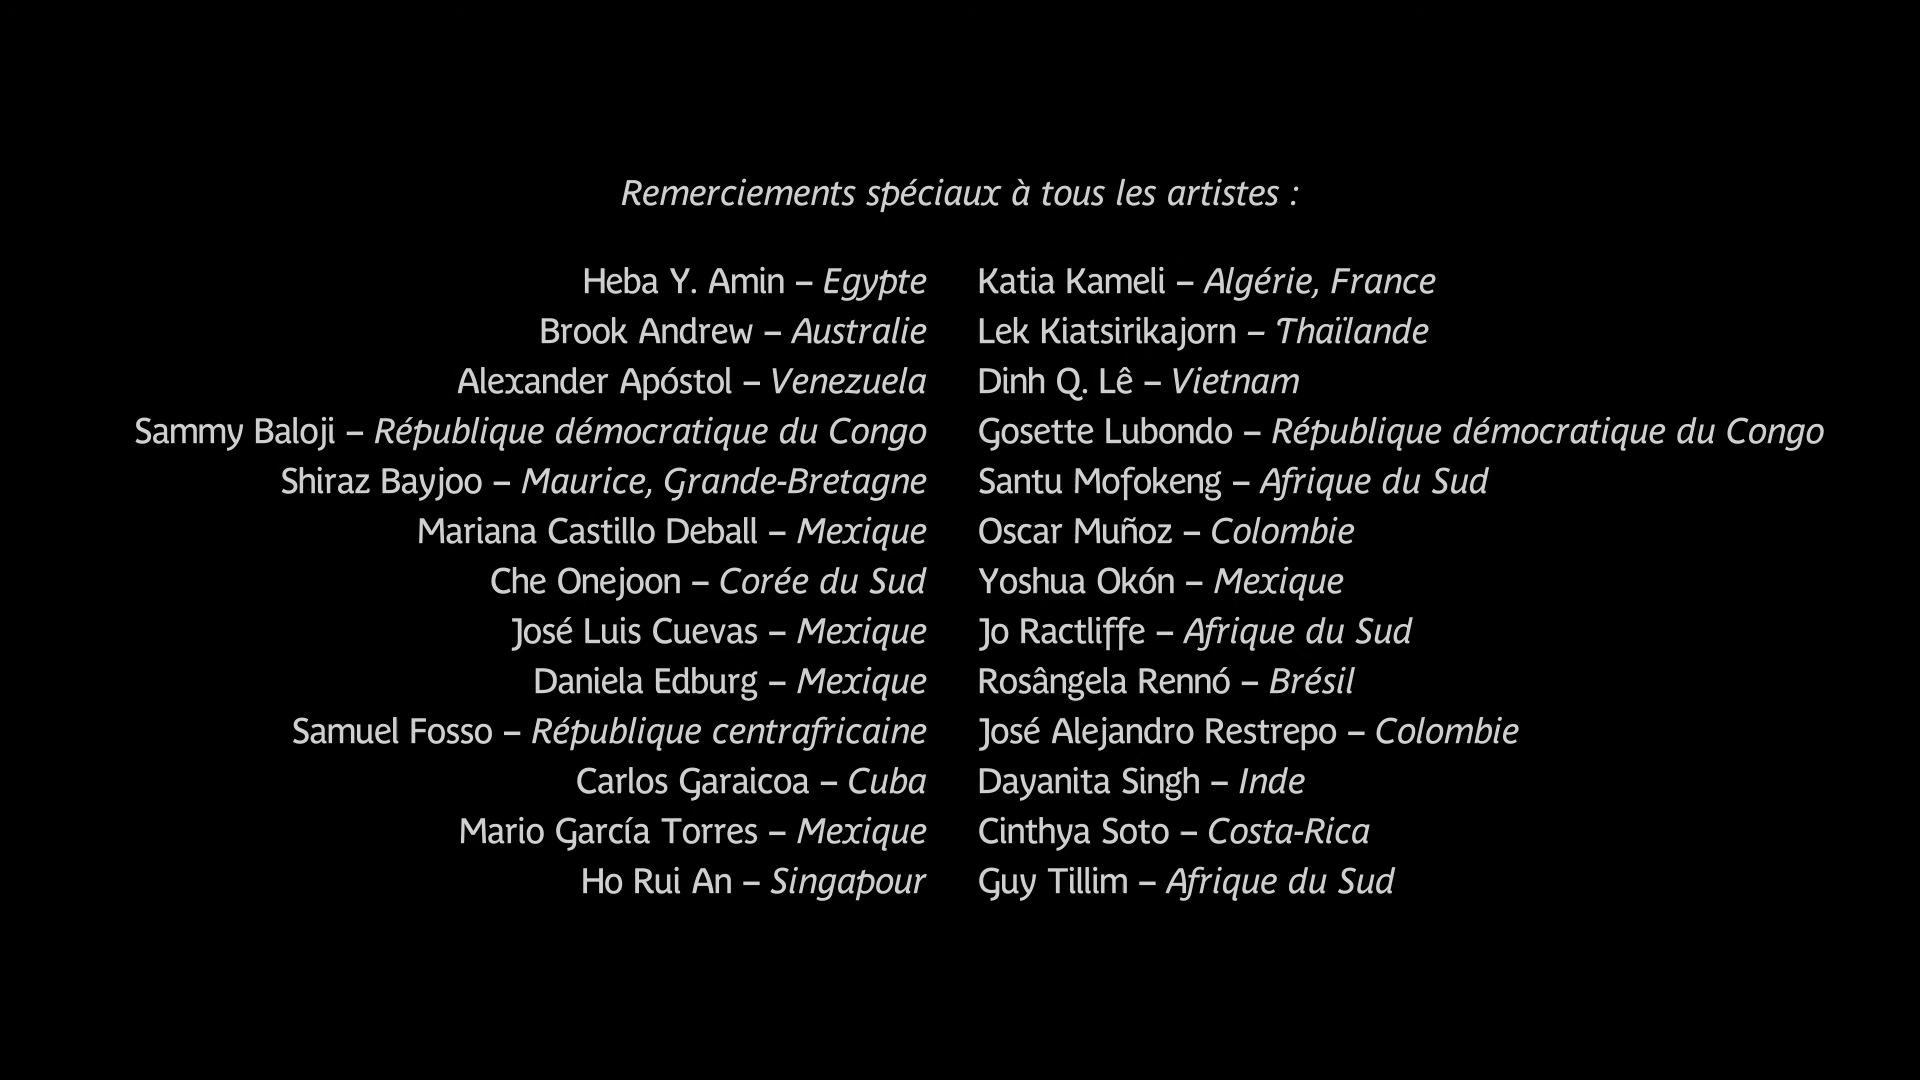 Remerciements spéciaux à tous les artistes :
Heba Y. Amin – Egypte
Brook Andrew – Australie
Alexander Apóstol – Venezuela
Sammy Baloji – République démocratique du Congo
Shiraz Bayjoo – Maurice, Grande-Bretagne
Mariana Castillo Deball – Mexique
Che Onejoon – Corée du Sud
José Luis Cuevas – Mexique
Daniela Edburg – Mexique
Samuel Fosso – République centrafricaine
Carlos Garaicoa – Cuba
Mario García Torres – Mexique
Ho Rui An – Singapour
Katia Kameli – Algérie, France
Lek Kiatsirikajorn – Thaïlande
Dinh Q. Lê – Vietnam
Gosette Lubondo – République démocratique du Congo
Santu Mofokeng – Afrique du Sud
Oscar Muñoz – Colombie
Yoshua Okón – Mexique
Jo Ractliffe – Afrique du Sud
Rosângela Rennó – Brésil
José Alejandro Restrepo – Colombie
Dayanita Singh – Inde
Cinthya Soto – Costa-Rica
Guy Tillim – Afrique du Sud